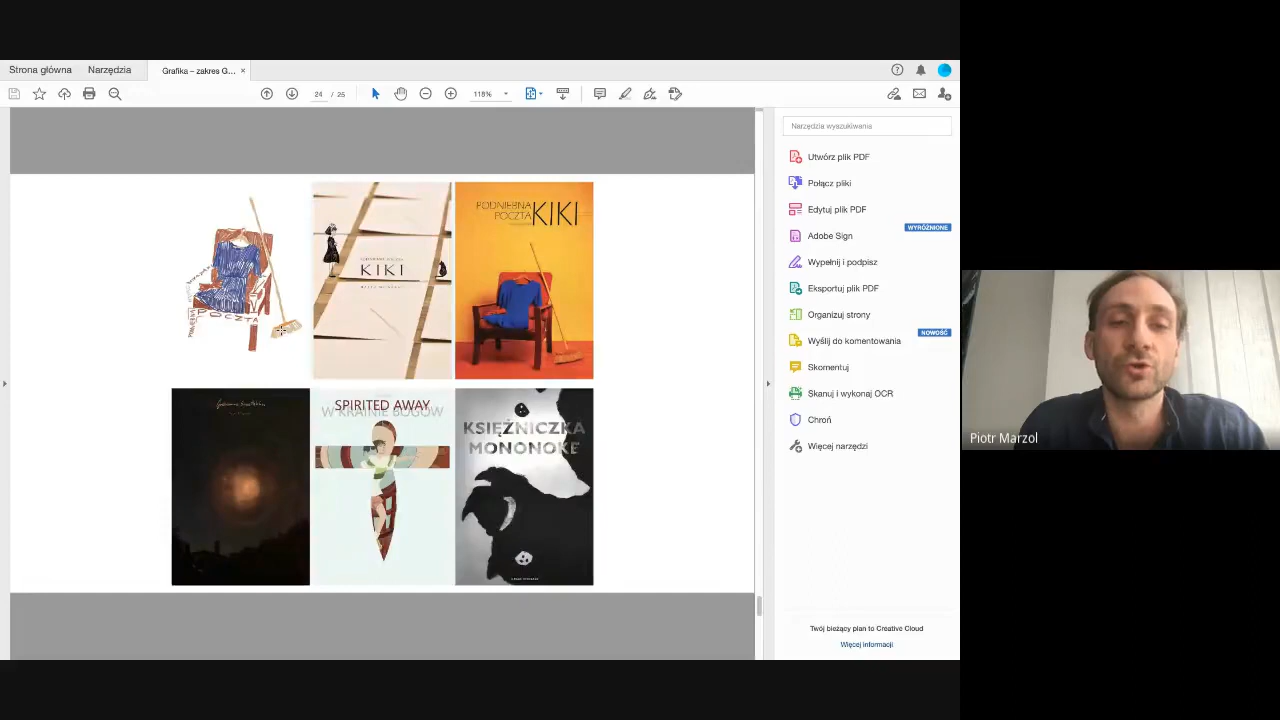 Strona główna
Narzędzia
Grafika – zakres G... ×
24 / 25
118%
Narzędzia wyszukiwania
Utwórz plik PDF
Połącz pliki
Edytuj plik PDF
WYRÓŻNIONE
Adobe Sign
Wypełnij i podpisz
Eksportuj plik PDF
Organizuj strony
NOWOŚĆ
Wyślij do komentowania
Skomentuj
Skanuj i wykonaj OCR
Chroń
Więcej narzędzi
Twój bieżący plan to Creative Cloud
Więcej informacji
POCZTA
KIKI
PODNIEBNA
POCZTA KIKI
SPIRITED AWAY
W KRAINIE BOGÓW
KSIĘŻNICZKA
MONONOKE
Piotr Marzol